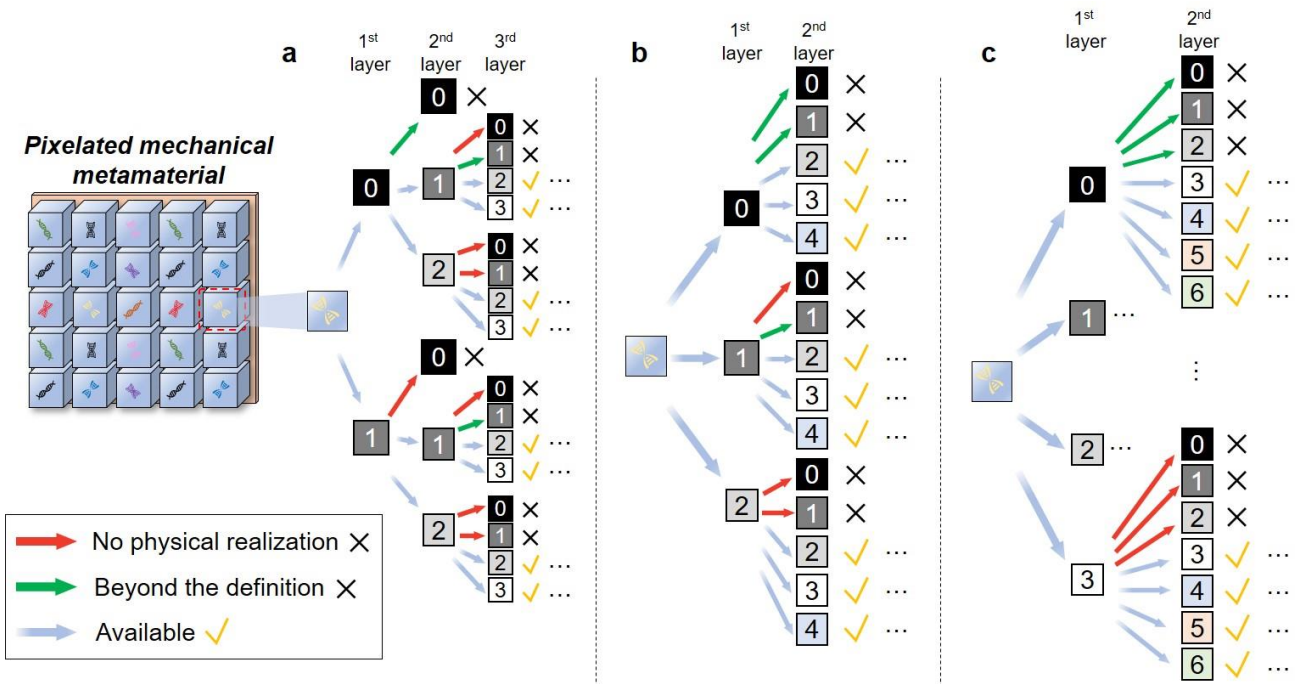 a
1st layer
2nd layer
3rd layer
0
0 ×
1
0 ×
1 ×
2 ✓ ...
3 ✓ ...
2
0 ×
1 ×
2 ✓ ...
3 ✓ ...
1
0 ×
1
0 ×
1 ×
2 ✓ ...
3 ✓ ...
2
0 ×
1 ×
2 ✓ ...
3 ✓ ...
Pixelated mechanical
metamaterial
No physical realization ×
Beyond the definition ×
Available ✓
b
1st layer
2nd layer
0
0 ×
1 ×
2 ✓ ...
3 ✓ ...
4 ✓ ...
1
0 ×
1 ×
2 ✓ ...
3 ✓ ...
4 ✓ ...
2
0 ×
1 ×
2 ✓ ...
3 ✓ ...
4 ✓ ...
c
1st layer
2nd layer
0
0 ×
1 ×
2 ×
3 ✓ ...
4 ✓ ...
5 ✓ ...
6 ✓ ...
1 ...
⋮
2 ...
3
0 ×
1 ×
2 ×
3 ✓ ...
4 ✓ ...
5 ✓ ...
6 ✓ ...